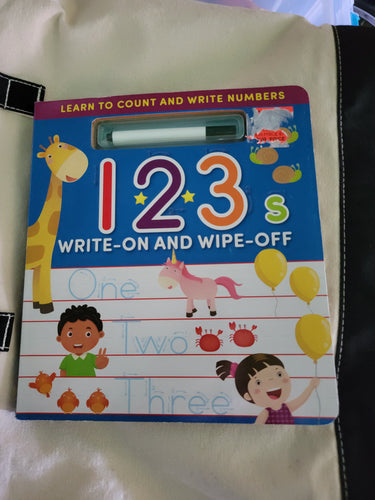 LEARN TO COUNT AND WRITE NUMBERS
123s
WRITE-ON AND WIPE-OFF
One
Two
Three